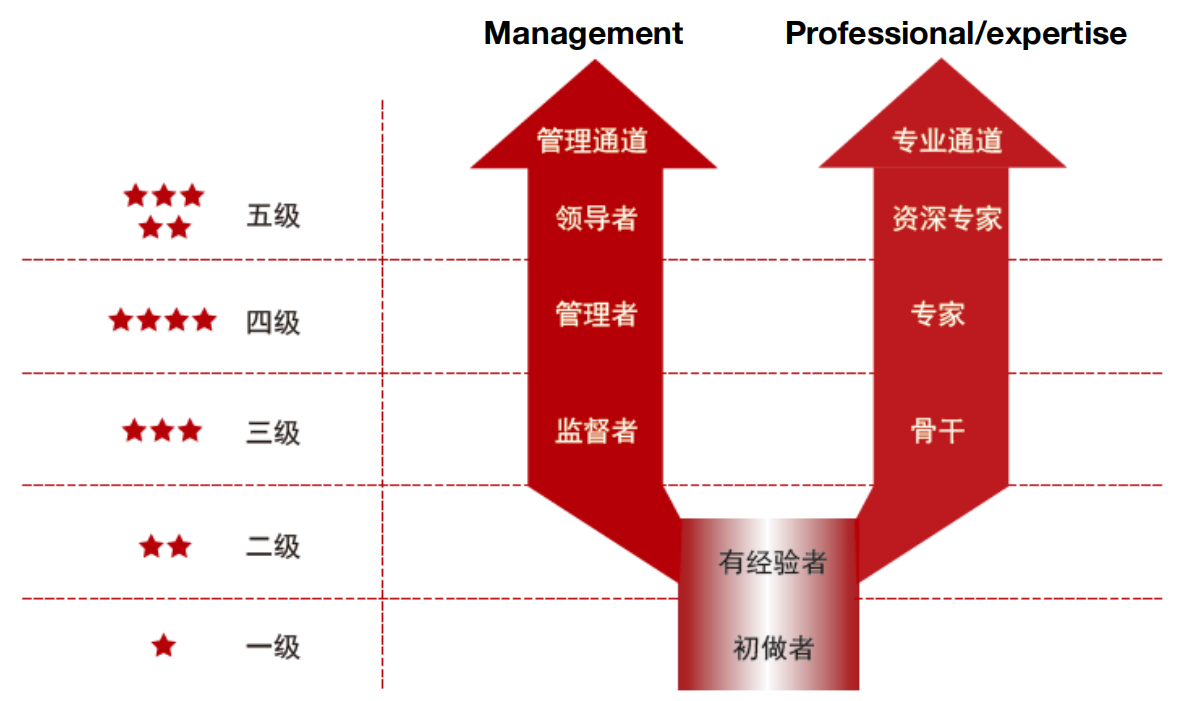 Management
Professional/expertise
管理通道
专业通道
五级
领导者
资深专家
四级
管理者
专家
三级
监督者
骨干
二级
有经验者
一级
初做者